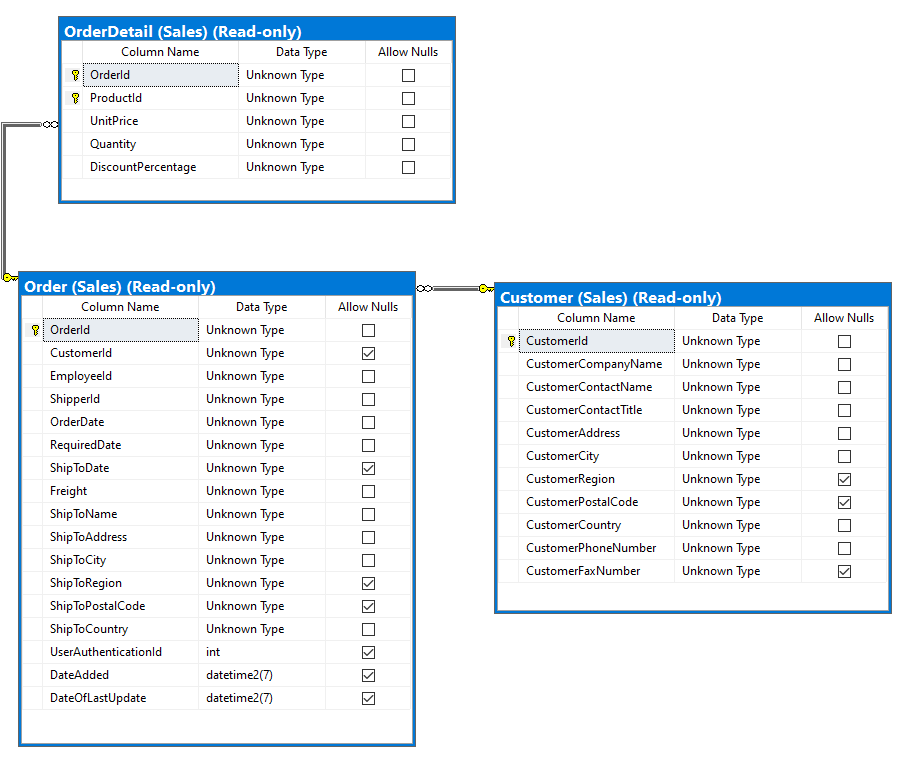 OrderDetail (Sales) (Read-only)
Column Name Data Type Allow Nulls
OrderId Unknown Type
ProductId Unknown Type
UnitPrice Unknown Type
Quantity Unknown Type
DiscountPercentage Unknown Type
Order (Sales) (Read-only)
Column Name Data Type Allow Nulls
OrderId Unknown Type
CustomerId Unknown Type
EmployeeId Unknown Type
ShipperId Unknown Type
OrderDate Unknown Type
RequiredDate Unknown Type
ShipToDate Unknown Type
Freight Unknown Type
ShipToName Unknown Type
ShipToAddress Unknown Type
ShipToCity Unknown Type
ShipToRegion Unknown Type
ShipToPostalCode Unknown Type
ShipToCountry Unknown Type
UserAuthenticationId int
DateAdded datetime2(7)
DateOfLastUpdate datetime2(7)
Customer (Sales) (Read-only)
Column Name Data Type Allow Nulls
CustomerId Unknown Type
CustomerCompanyName Unknown Type
CustomerContactName Unknown Type
CustomerContactTitle Unknown Type
CustomerAddress Unknown Type
CustomerCity Unknown Type
CustomerRegion Unknown Type
CustomerPostalCode Unknown Type
CustomerCountry Unknown Type
CustomerPhoneNumber Unknown Type
CustomerFaxNumber Unknown Type